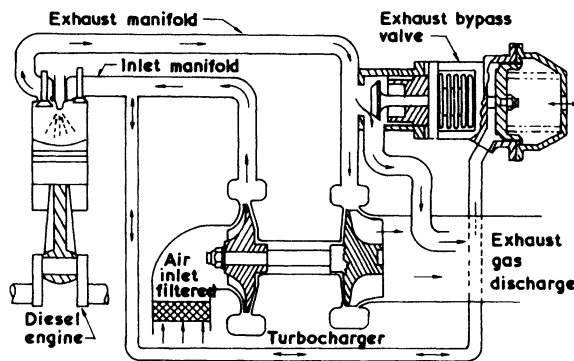 Exhaust manifold
Exhaust
bypass
valve
Inlet manifold
Air
inlet
filtered
Exhaust
gas
discharge
Diesel
engine
Turbocharger